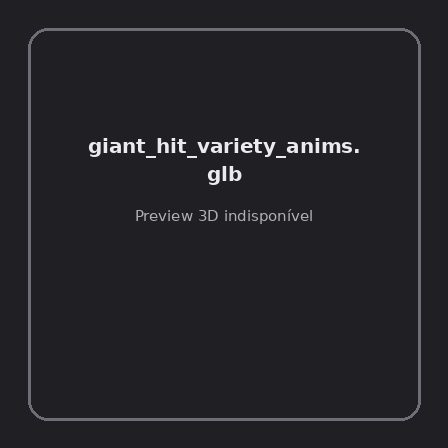 giant_hit_variety_anims.
glb
Preview 3D indisponível